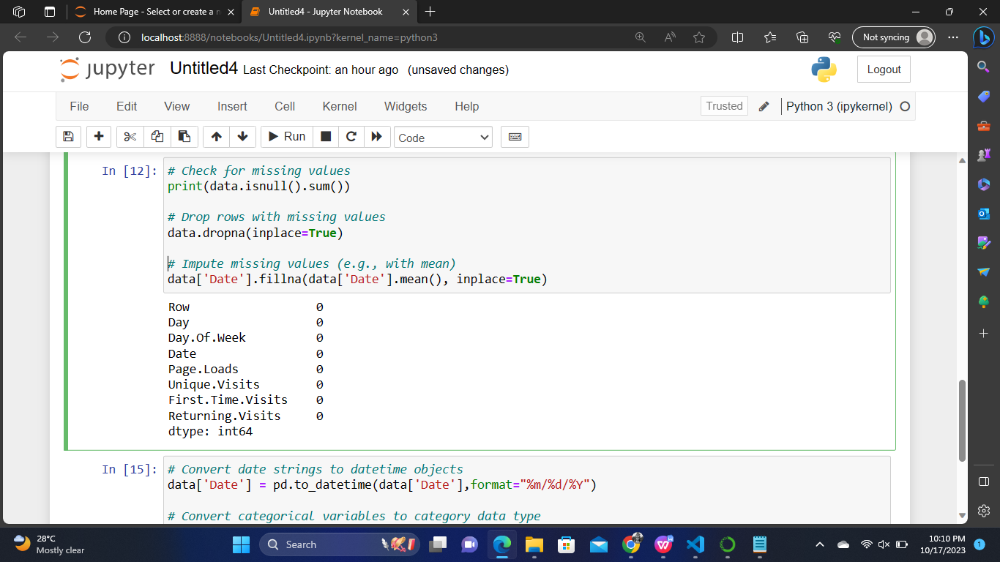 Home Page - Select or create a n
Untitled4 - Jupyter Notebook
localhost:8888/notebooks/Untitled4.ipynb?kernel_name=python3
Not syncing
jupyter Untitled4 Last Checkpoint: an hour ago (unsaved changes)
Logout
File Edit View Insert Cell Kernel Widgets Help
Trusted
Python 3 (ipykernel)
Run
Code
In [12]: # Check for missing values
print(data.isnull().sum())
# Drop rows with missing values
data.dropna(inplace=True)
# Impute missing values (e.g., with mean)
data['Date'].fillna(data['Date'].mean(), inplace=True)
Row 0
Day 0
Day.Of.Week 0
Date 0
Page.Loads 0
Unique.Visits 0
First.Time.Visits 0
Returning.Visits 0
dtype: int64
In [15]: # Convert date strings to datetime objects
data['Date'] = pd.to_datetime(data['Date'],format="%m/%d/%Y")
# Convert categorical variables to category data type
28°C
Mostly clear
Search
10:10 PM
10/17/2023
1